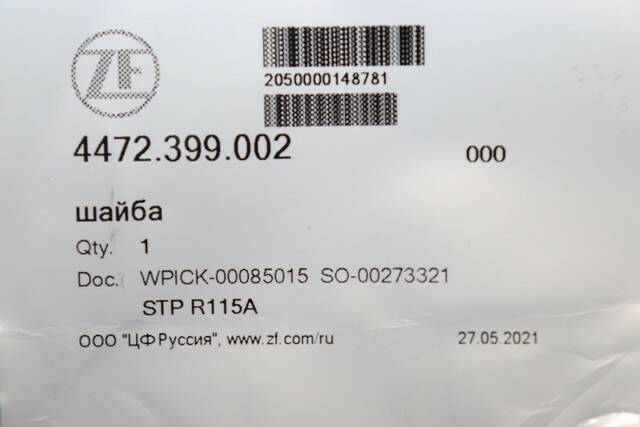 ZF
2050000148781
4472.399.002 000
шайба
Qty. 1
Doc. WPICK-00085015 SO-00273321
STP R115A
ООО "ЦФ Руссия", www.zf.com/ru 27.05.2021